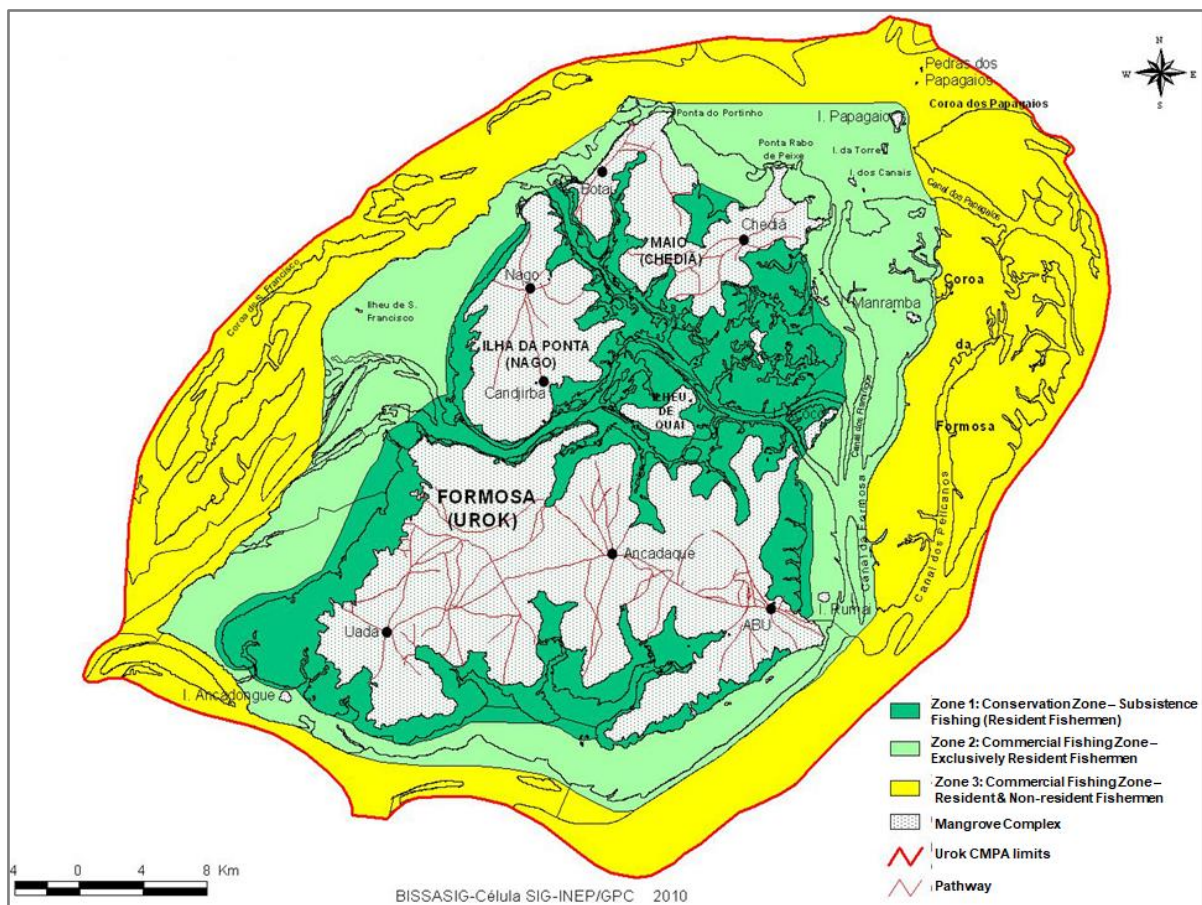 N
W
E
S
Pedras dos
Papagaios
Coroa dos Papagaios
I. Papagaio
Ponta do Portinho
Ponta Rabo
de Peixe
I. da Torre
I. dos Canais
Canal dos Papagaios
Botai
Chediã
MAIO
(CHEDIÃ)
Nago
Coroa de S. Francisco
Ilheu de S.
Francisco
Manramba
Coroa
da
Formosa
ILHA DA PONTA
(NAGO)
Candjirba
ILHEU
DE
QUAI
Canal dos Pelicanos
Canal da Formosa
FORMOSA
(UROK)
Ancadaque
I. Rumai
ABU
Uada
I. Ancadongue
Zone 1: Conservation Zone – Subsistence
Fishing (Resident Fishermen)
Zone 2: Commercial Fishing Zone –
Exclusively Resident Fishermen
Zone 3: Commercial Fishing Zone –
Resident & Non-resident Fishermen
Mangrove Complex
Urok CMPA limits
Pathway
4 0 4 8 Km
BISSASIG-Célula SIG-INEP/GPC 2010